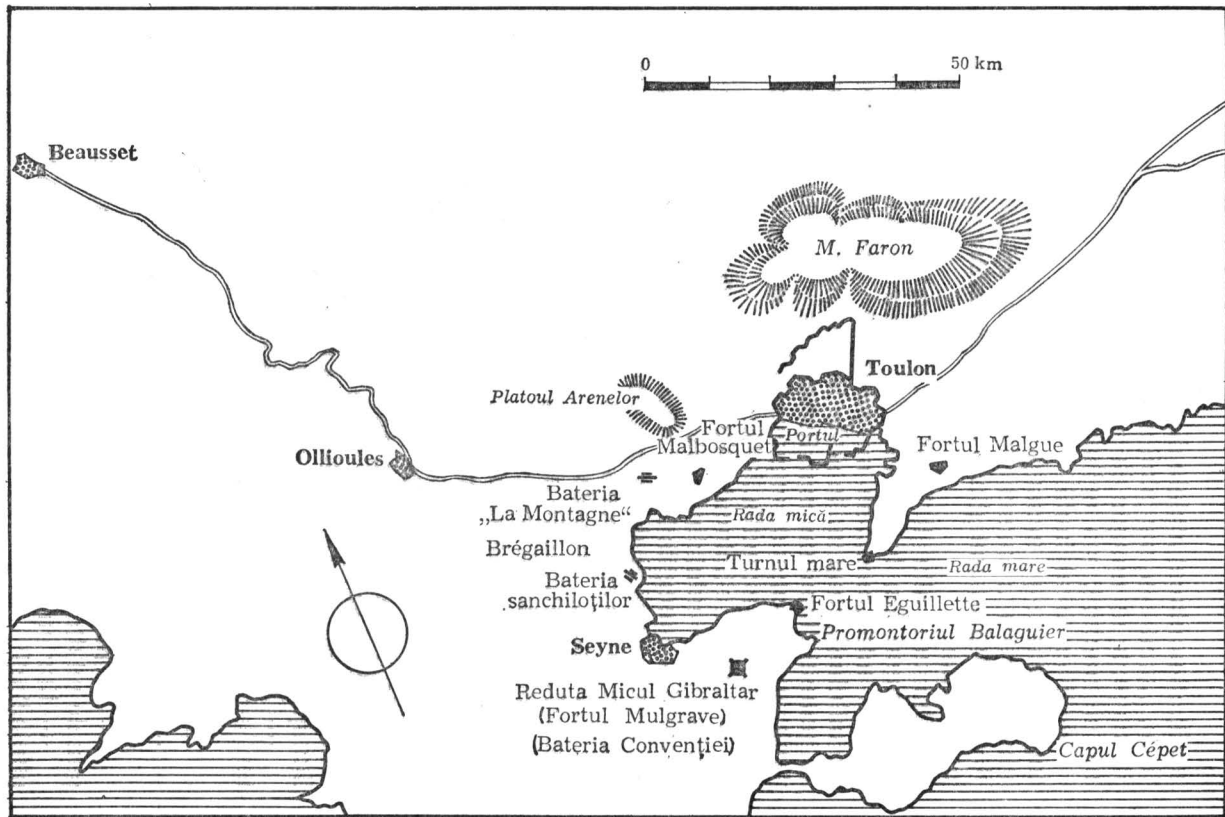 0 50 km
Beausset
M. Faron
Toulon
Platoul Arenelor
Fortul
Malbosquet
Portul
Fortul Malgue
Ollioules
Bateria
„La Montagne“
Rada mică
Brégaillon
Turnul mare
Rada mare
Bateria
sanchiloților
Fortul Eguillette
Promontoriul Balaguier
Seyne
Reduta Micul Gibraltar
(Fortul Mulgrave)
(Bateria Convenției)
Capul Cépet